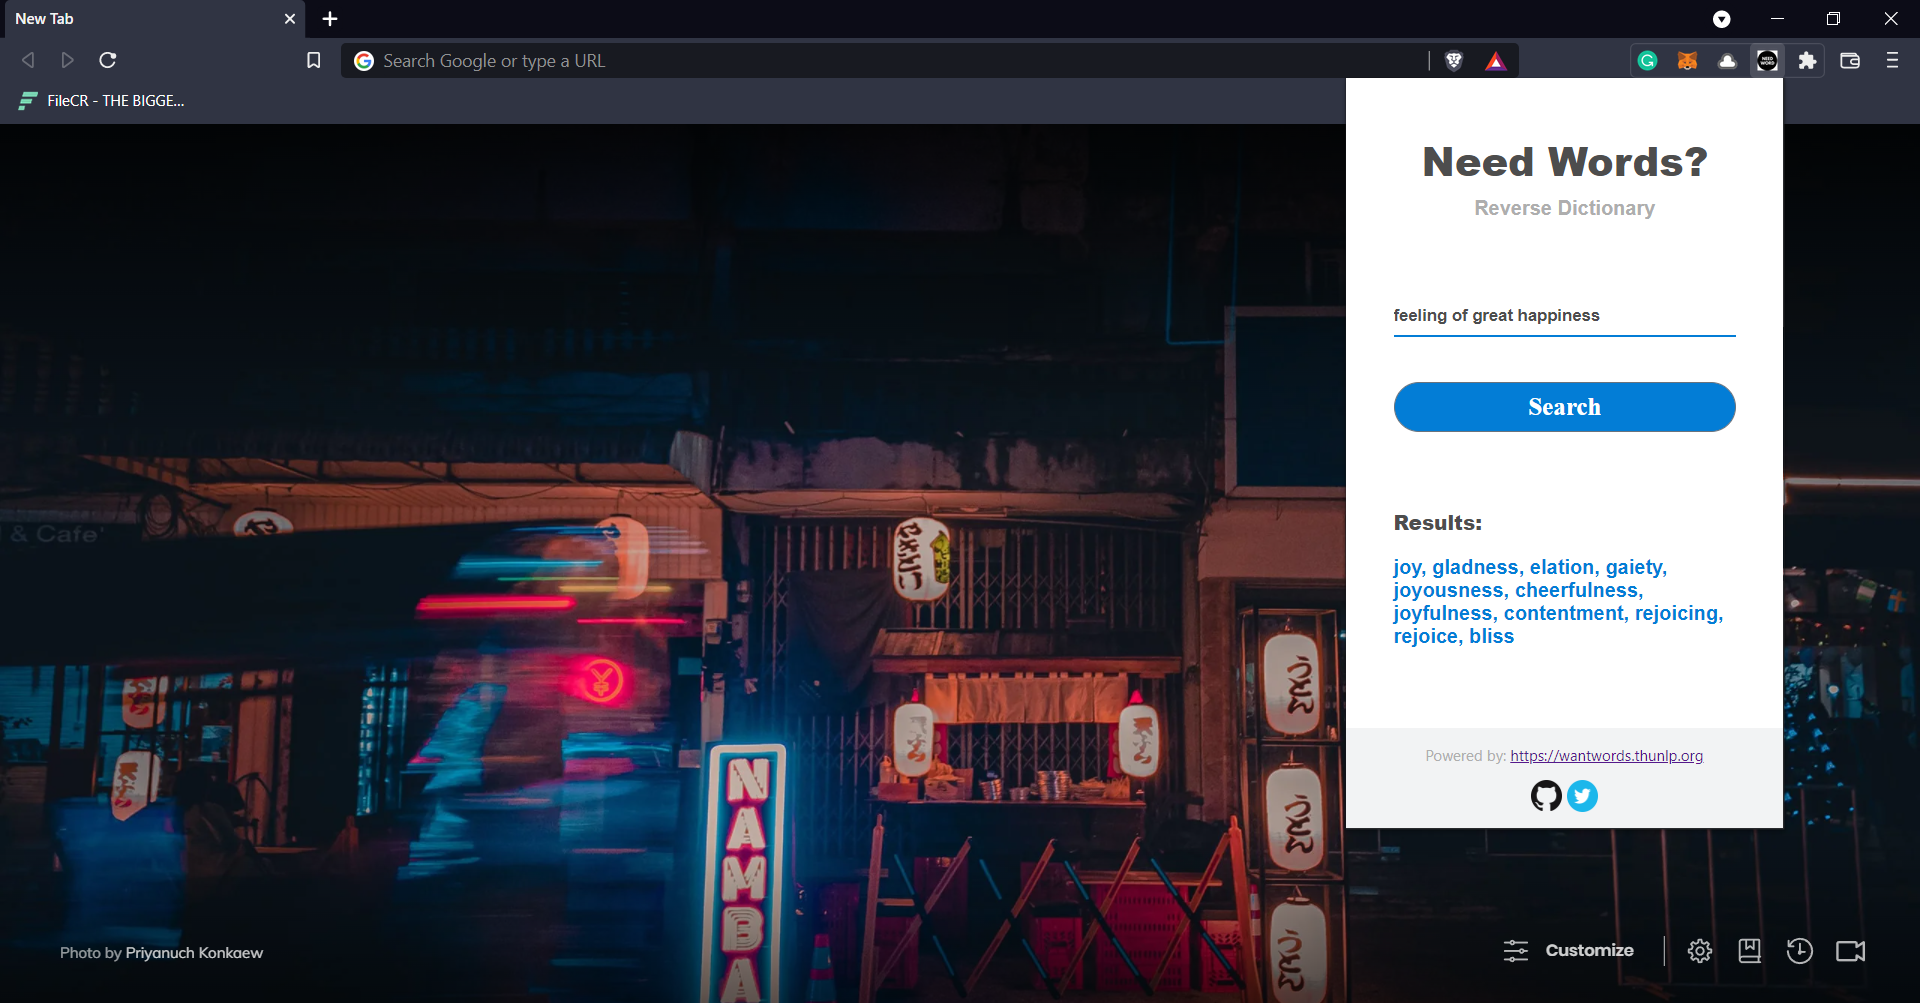 New Tab
Search Google or type a URL
FileCR - THE BIGGE...
Need Words?
Reverse Dictionary
feeling of great happiness
Search
Results:
joy, gladness, elation, gaiety,
joyousness, cheerfulness,
joyfulness, contentment, rejoicing,
rejoice, bliss
Powered by: https://wantwords.thunlp.org
& Cafe'
¥
NAMBA
Photo by Priyanuch Konkaew
Customize